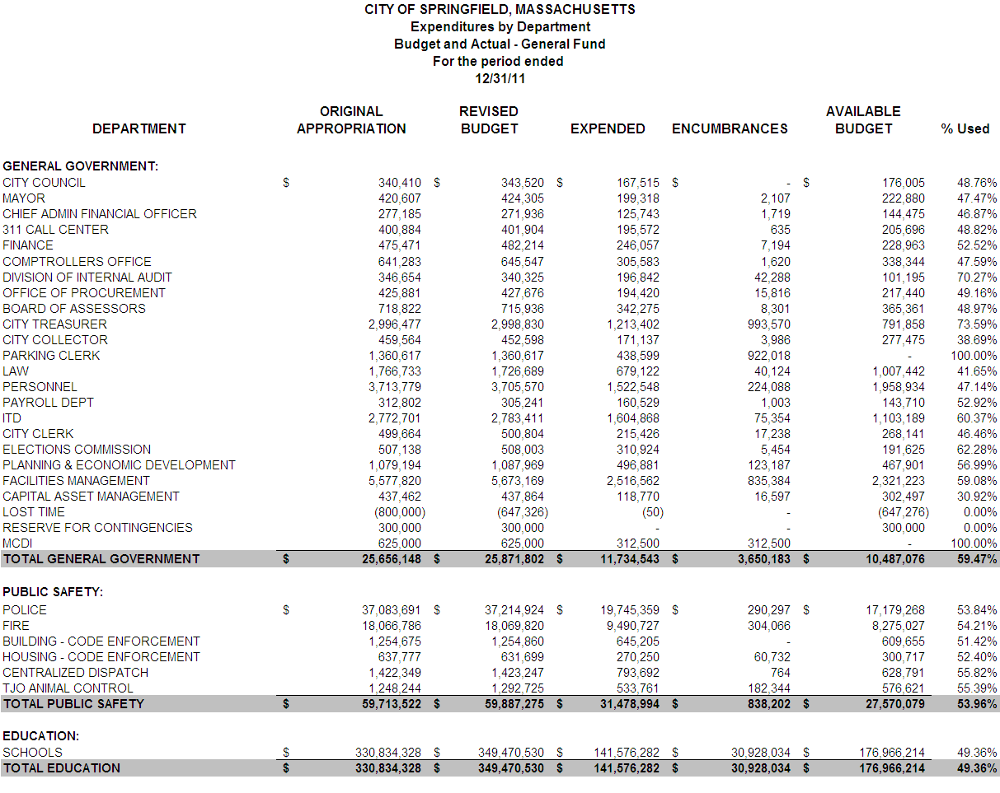 CITY OF SPRINGFIELD, MASSACHUSETTS
Expenditures by Department
Budget and Actual - General Fund
For the period ended
12/31/11
ORIGINAL REVISED AVAILABLE
DEPARTMENT APPROPRIATION BUDGET EXPENDED ENCUMBRANCES BUDGET % Used
GENERAL GOVERNMENT:
CITY COUNCIL $ 340,410 $ 343,520 $ 167,515 $ - $ 176,005 48.76%
MAYOR 420,607 424,305 199,318 2,107 222,880 47.47%
CHIEF ADMIN FINANCIAL OFFICER 277,185 271,936 125,743 1,719 144,475 46.87%
311 CALL CENTER 400,884 401,904 195,572 635 205,696 48.82%
FINANCE 475,471 482,214 246,057 7,194 228,963 52.52%
COMPTROLLERS OFFICE 641,283 645,547 305,583 1,620 338,344 47.59%
DIVISION OF INTERNAL AUDIT 346,654 340,325 196,842 42,288 101,195 70.27%
OFFICE OF PROCUREMENT 425,881 427,676 194,420 15,816 217,440 49.16%
BOARD OF ASSESSORS 718,822 715,936 342,275 8,301 365,361 48.97%
CITY TREASURER 2,996,477 2,998,830 1,213,402 993,570 791,858 73.59%
CITY COLLECTOR 459,564 452,598 171,137 3,986 277,475 38.69%
PARKING CLERK 1,360,617 1,360,617 438,599 922,018 - 100.00%
LAW 1,766,733 1,726,689 679,122 40,124 1,007,442 41.65%
PERSONNEL 3,713,779 3,705,570 1,522,548 224,088 1,958,934 47.14%
PAYROLL DEPT 312,802 305,241 160,529 1,003 143,710 52.92%
ITD 2,772,701 2,783,411 1,604,868 75,354 1,103,189 60.37%
CITY CLERK 499,664 500,804 215,426 17,238 268,141 46.46%
ELECTIONS COMMISSION 507,138 508,003 310,924 5,454 191,625 62.28%
PLANNING & ECONOMIC DEVELOPMENT 1,079,194 1,087,969 496,881 123,187 467,901 56.99%
FACILITIES MANAGEMENT 5,577,820 5,673,169 2,516,562 835,384 2,321,223 59.08%
CAPITAL ASSET MANAGEMENT 437,462 437,864 118,770 16,597 302,497 30.92%
LOST TIME (800,000) (647,326) (50) - (647,276) 0.00%
RESERVE FOR CONTINGENCIES 300,000 300,000 - - 300,000 0.00%
MCDI 625,000 625,000 312,500 312,500 - 100.00%
TOTAL GENERAL GOVERNMENT $ 25,656,148 $ 25,871,802 $ 11,734,543 $ 3,650,183 $ 10,487,076 59.47%
PUBLIC SAFETY:
POLICE $ 37,083,691 $ 37,214,924 $ 19,745,359 $ 290,297 $ 17,179,268 53.84%
FIRE 18,066,786 18,069,820 9,490,727 304,066 8,275,027 54.21%
BUILDING - CODE ENFORCEMENT 1,254,675 1,254,860 645,205 - 609,655 51.42%
HOUSING - CODE ENFORCEMENT 637,777 631,699 270,250 60,732 300,717 52.40%
CENTRALIZED DISPATCH 1,422,349 1,423,247 793,692 764 628,791 55.82%
TJO ANIMAL CONTROL 1,248,244 1,292,725 533,761 182,344 576,621 55.39%
TOTAL PUBLIC SAFETY $ 59,713,522 $ 59,887,275 $ 31,478,994 $ 838,202 $ 27,570,079 53.96%
EDUCATION:
SCHOOLS $ 330,834,328 $ 349,470,530 $ 141,576,282 $ 30,928,034 $ 176,966,214 49.36%
TOTAL EDUCATION $ 330,834,328 $ 349,470,530 $ 141,576,282 $ 30,928,034 $ 176,966,214 49.36%